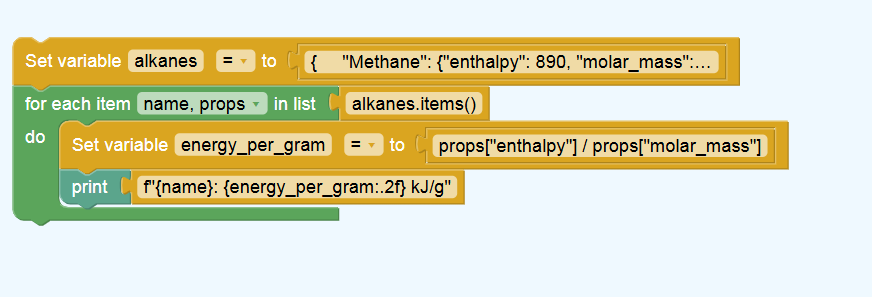 Set variable alkanes = to { "Methane": {"enthalpy": 890, "molar_mass":...
for each item name, props in list alkanes.items()
do Set variable energy_per_gram = to props["enthalpy"] / props["molar_mass"]
print f"{name}: {energy_per_gram:.2f} kJ/g"